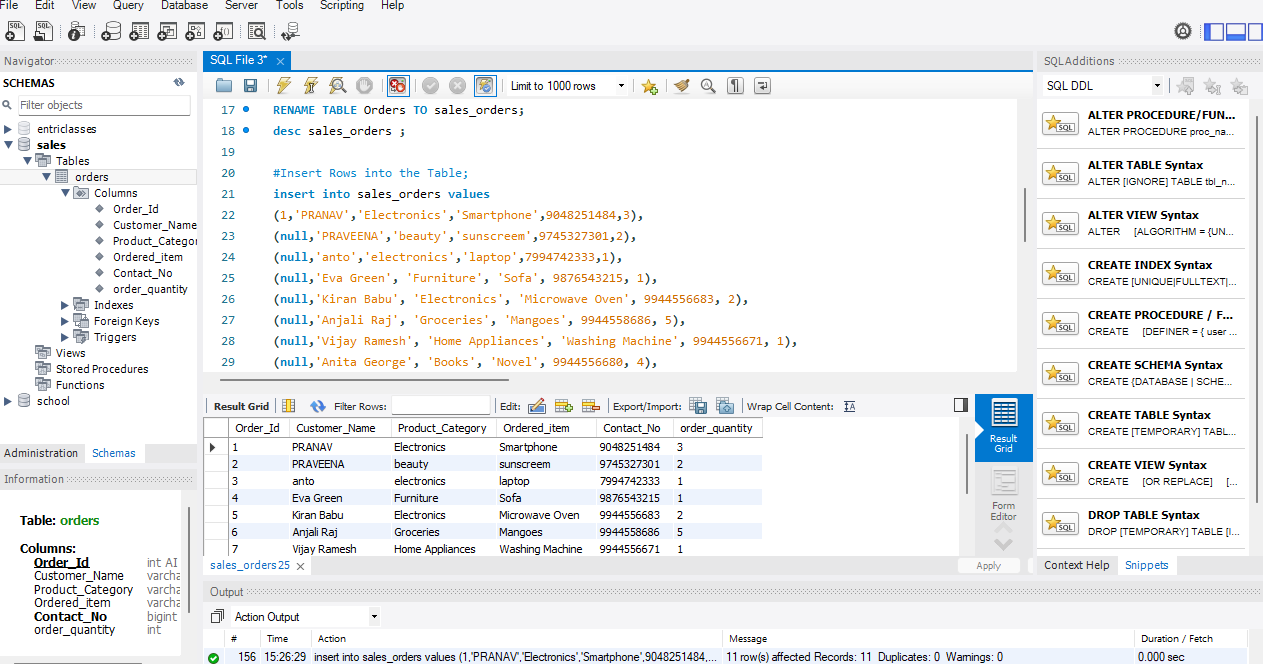 File Edit View Query Database Server Tools Scripting Help
Navigator
SCHEMAS
Filter objects
entriclasses
sales
Tables
orders
Columns
Order_Id
Customer_Name
Product_Catego
Ordered_item
Contact_No
order_quantity
Indexes
Foreign Keys
Triggers
Views
Stored Procedures
Functions
school
Administration Schemas
Information
Table: orders
Columns:
Order_Id int AI
Customer_Name varcha
Product_Category varcha
Ordered_item varcha
Contact_No bigint
order_quantity int
SQL File 3*
Limit to 1000 rows
17 RENAME TABLE Orders TO sales_orders;
18 desc sales_orders ;
19
20 #Insert Rows into the Table;
21 insert into sales_orders values
22 (1,'PRANAV','Electronics','Smartphone',9048251484,3),
23 (null,'PRAVEENA','beauty','sunscreem',9745327301,2),
24 (null,'anto','electronics','laptop',7994742333,1),
25 (null,'Eva Green', 'Furniture', 'Sofa', 9876543215, 1),
26 (null,'Kiran Babu', 'Electronics', 'Microwave Oven', 9944556683, 2),
27 (null,'Anjali Raj', 'Groceries', 'Mangoes', 9944558686, 5),
28 (null,'Vijay Ramesh', 'Home Appliances', 'Washing Machine', 9944556671, 1),
29 (null,'Anita George', 'Books', 'Novel', 9944556680, 4),
Result Grid Filter Rows: Edit: Export/Import: Wrap Cell Content:
Order_Id Customer_Name Product_Category Ordered_item Contact_No order_quantity
1 PRANAV Electronics Smartphone 9048251484 3
2 PRAVEENA beauty sunscreem 9745327301 2
3 anto electronics laptop 7994742333 1
4 Eva Green Furniture Sofa 9876543215 1
5 Kiran Babu Electronics Microwave Oven 9944556683 2
6 Anjali Raj Groceries Mangoes 9944558686 5
7 Vijay Ramesh Home Appliances Washing Machine 9944556671 1
Result
Grid
Form
Editor
sales_orders25
Apply
Output
Action Output
# Time Action Message Duration / Fetch
156 15:26:29 insert into sales_orders values (1,'PRANAV','Electronics','Smartphone',9048251484,... 11 row(s) affected Records: 11 Duplicates: 0 Warnings: 0 0.000 sec
SQLAdditions
SQL DDL
SQL ALTER PROCEDURE/FUN...
ALTER PROCEDURE proc_na...
SQL ALTER TABLE Syntax
ALTER [IGNORE] TABLE tbl_n...
SQL ALTER VIEW Syntax
ALTER [ALGORITHM = {UN...
SQL CREATE INDEX Syntax
CREATE [UNIQUE|FULLTEXT|...
SQL CREATE PROCEDURE / F...
CREATE [DEFINER = { user ...
SQL CREATE SCHEMA Syntax
CREATE {DATABASE | SCHE...
SQL CREATE TABLE Syntax
CREATE [TEMPORARY] TABL...
SQL CREATE VIEW Syntax
CREATE [OR REPLACE] [...
SQL DROP TABLE Syntax
DROP [TEMPORARY] TABLE [I...
Context Help Snippets